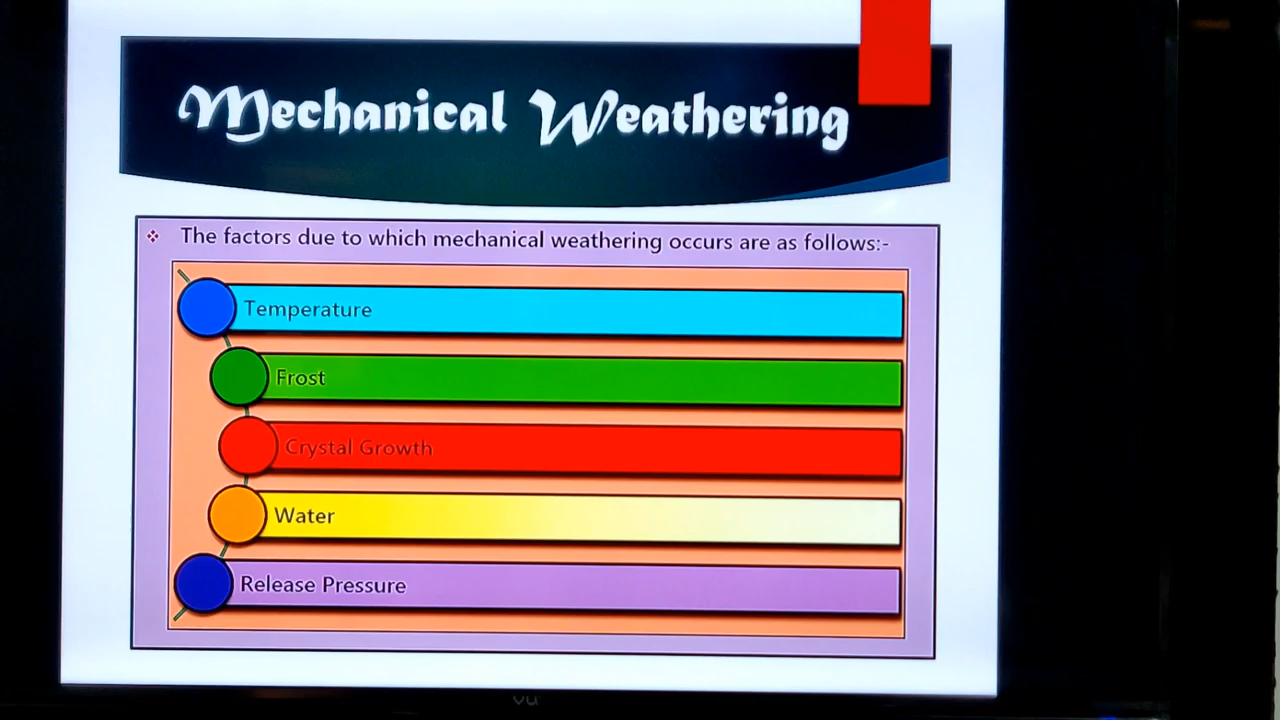 Mechanical Weathering
The factors due to which mechanical weathering occurs are as follows:-
Temperature
Frost
Crystal Growth
Water
Release Pressure
vu